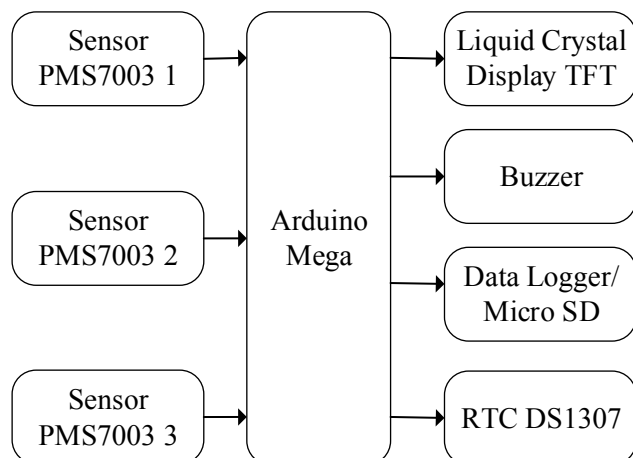 Sensor
PMS7003 1
Sensor
PMS7003 2
Sensor
PMS7003 3
Arduino
Mega
Liquid Crystal
Display TFT
Buzzer
Data Logger/
Micro SD
RTC DS1307